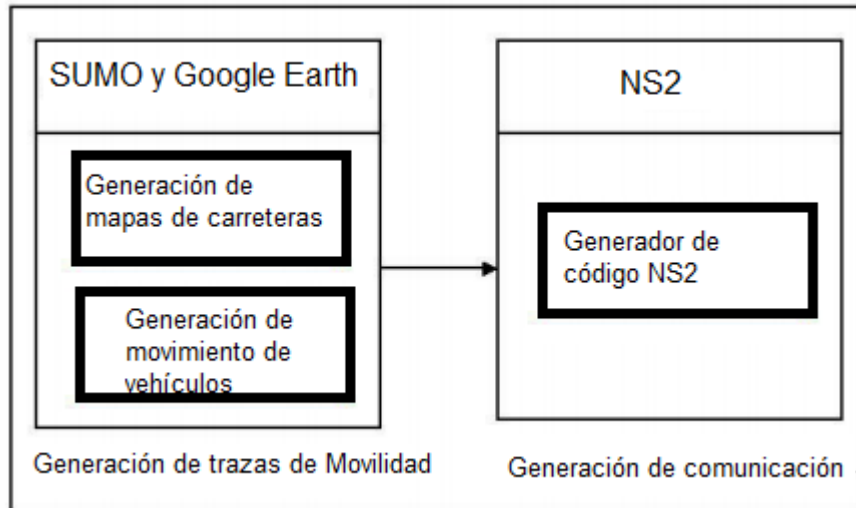 SUMO y Google Earth
Generación de
mapas de carreteras
Generación de
movimiento de
vehículos
Generación de trazas de Movilidad
NS2
Generador de
código NS2
Generación de comunicación